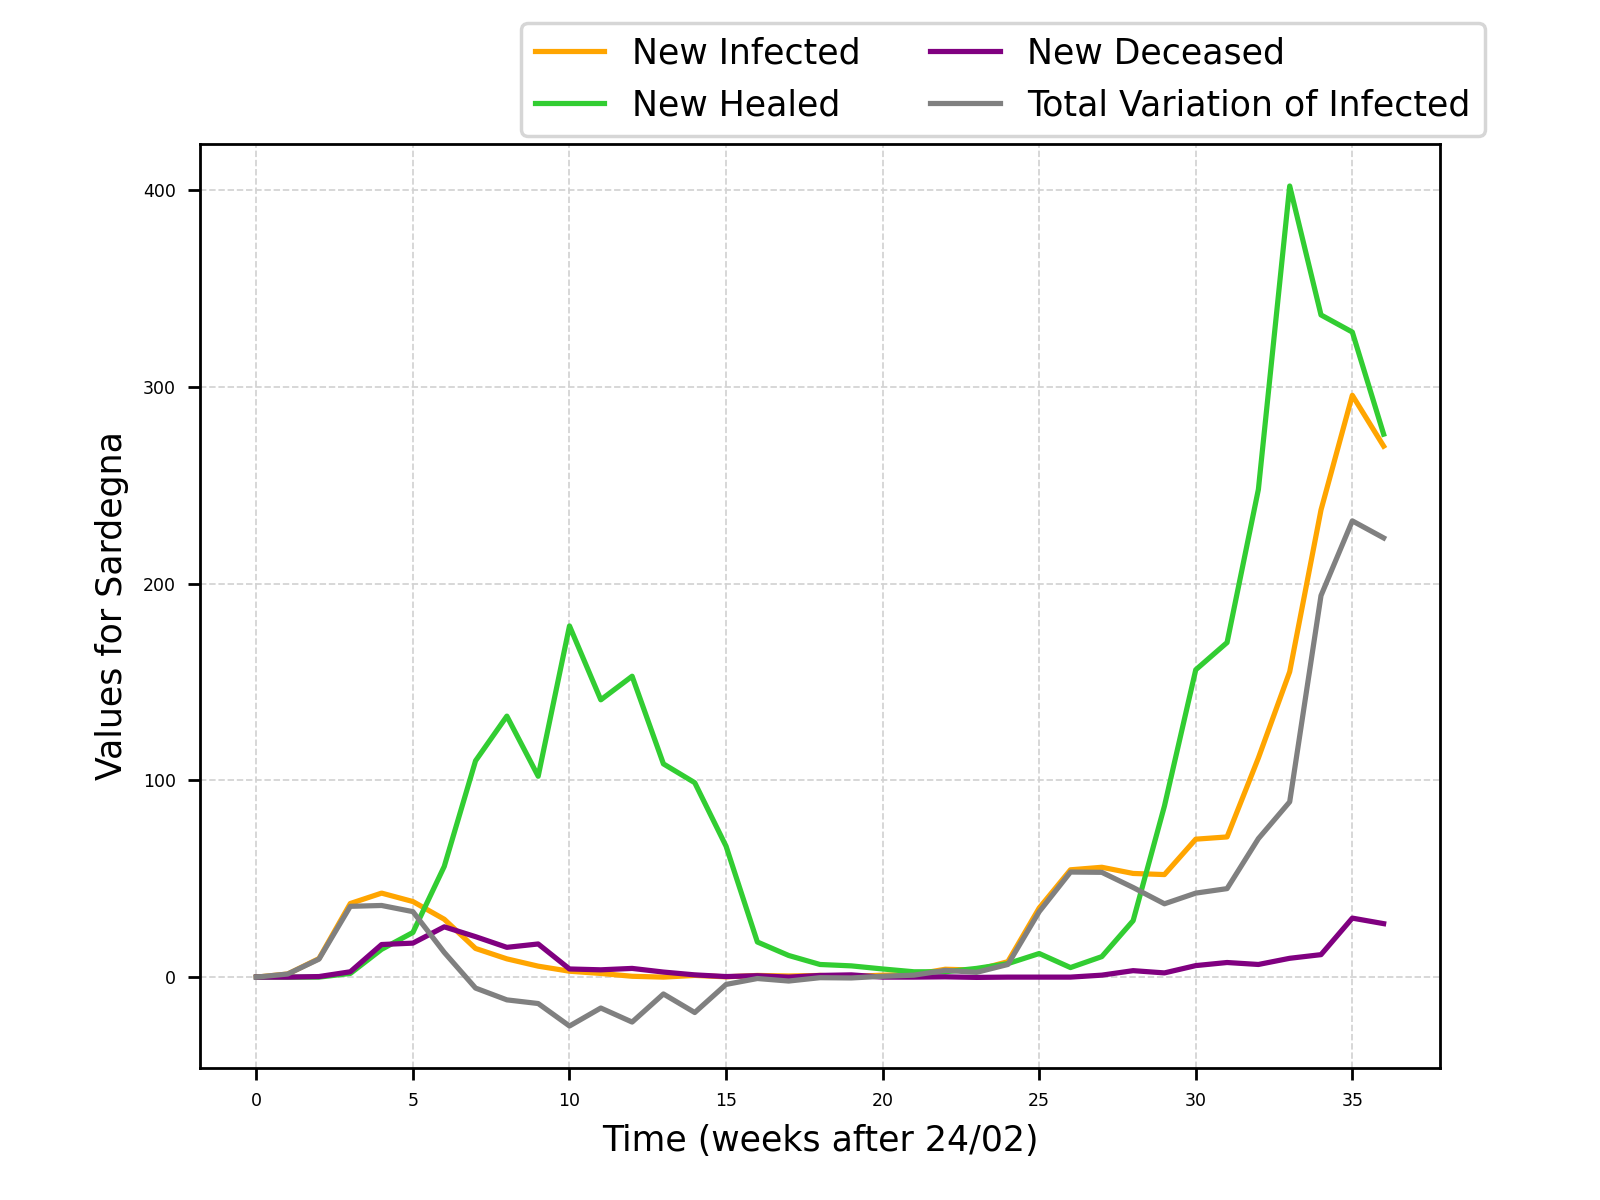 New Infected
New Healed
New Deceased
Total Variation of Infected
400
300
200
100
0
Values for Sardegna
0 5 10 15 20 25 30 35
Time (weeks after 24/02)